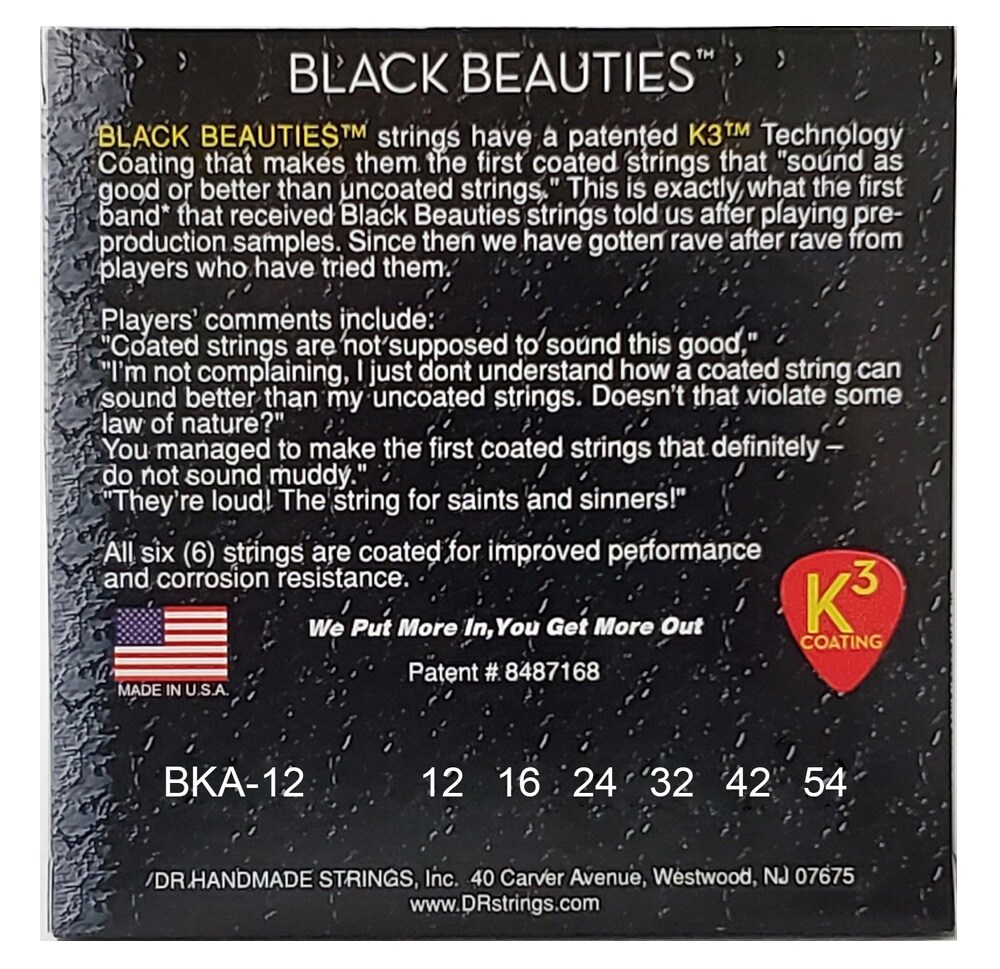 BLACK BEAUTIES™
BLACK BEAUTIES™ strings have a patented K3™ Technology
Coating that makes them the first coated strings that "sound as
good or better than uncoated strings." This is exactly what the first
band* that received Black Beauties strings told us after playing pre-
production samples. Since then we have gotten rave after rave from
players who have tried them.
Players' comments include:
"Coated strings are not supposed to sound this good,"
"I'm not complaining, I just dont understand how a coated string can
sound better than my uncoated strings. Doesn't that violate some
law of nature?"
You managed to make the first coated strings that definitely –
do not sound muddy."
"They're loud! The string for saints and sinners!"
All six (6) strings are coated for improved performance
and corrosion resistance.
K3
COATING
We Put More In,You Get More Out
Patent # 8487168
MADE IN U.S.A.
BKA-12 12 16 24 32 42 54
DR HANDMADE STRINGS, Inc. 40 Carver Avenue, Westwood, NJ 07675
www.DRstrings.com